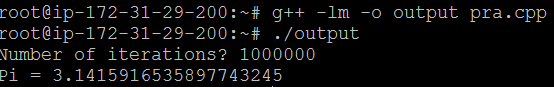 root@ip-172-31-29-200:~# g++ -lm -o output pra.cpp
root@ip-172-31-29-200:~# ./output
Number of iterations? 1000000
Pi = 3.1415916535897743245